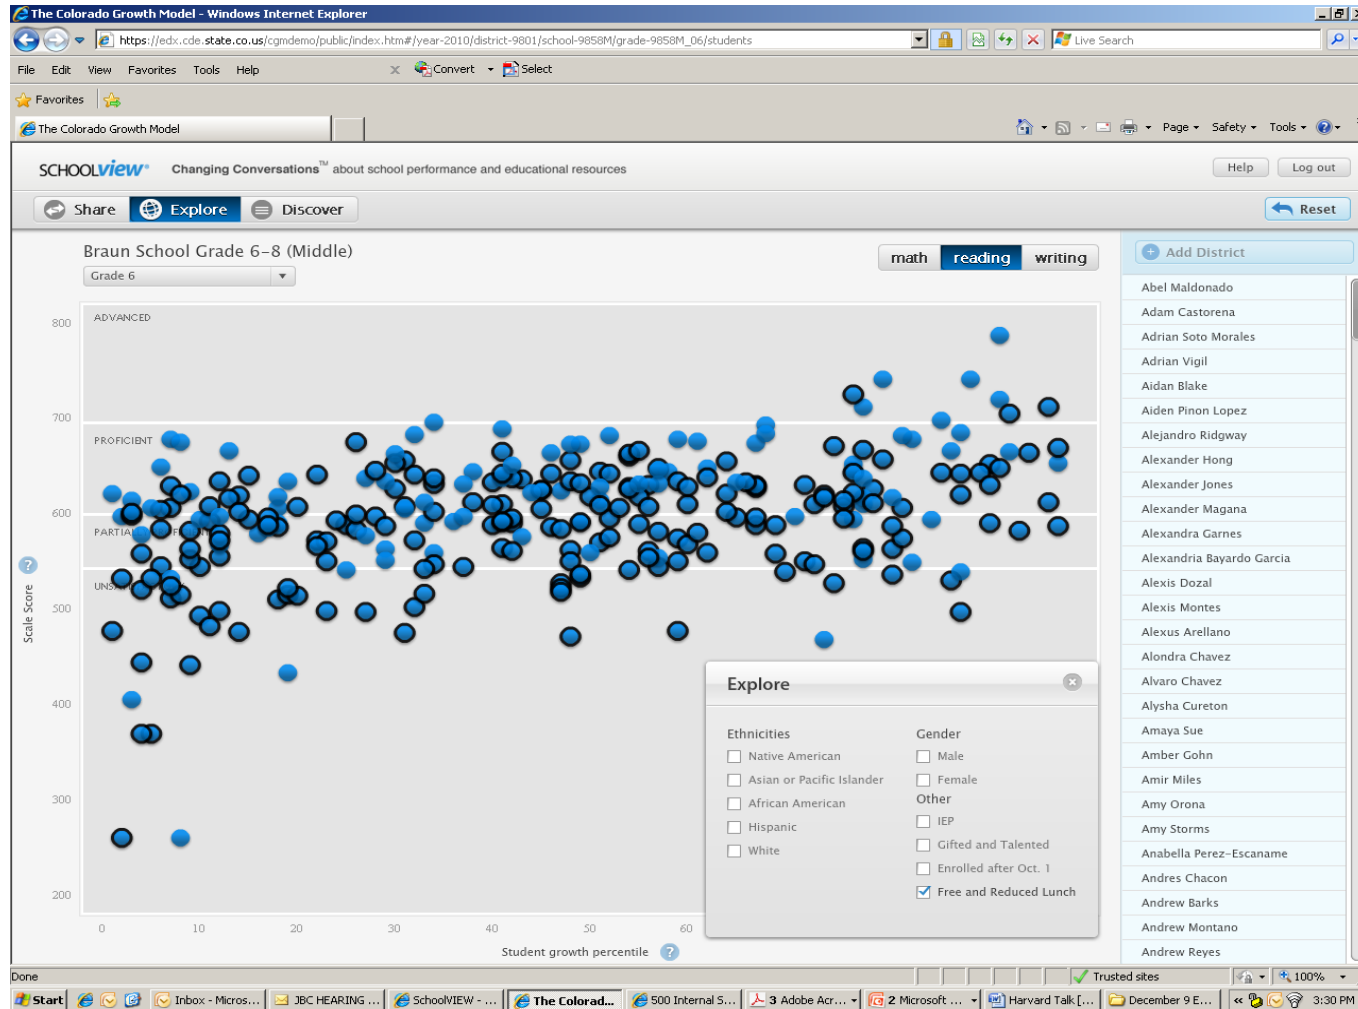 The Colorado Growth Model - Windows Internet Explorer
https://edx.cde.state.co.us/cgmdemo/public/index.htm#/year-2010/district-9801/school-9858M/grade-9858M_06/students
Live Search
File Edit View Favorites Tools Help
x Convert Select
Favorites
The Colorado Growth Model
Page Safety Tools
SCHOOLVIEW® Changing Conversations™ about school performance and educational resources
Help Log out
Share Explore Discover
Reset
Braun School Grade 6-8 (Middle)
Grade 6
math reading writing
Add District
ADVANCED
PROFICIENT
800
700
600
500
400
300
200
Scale Score
0 10 20 30 40 50 60
Student growth percentile ?
Explore
Ethnicities
Native American
Asian or Pacific Islander
African American
Hispanic
White
Gender
Male
Female
Other
IEP
Gifted and Talented
Enrolled after Oct. 1
Free and Reduced Lunch
Abel Maldonado
Adam Castorena
Adrian Soto Morales
Adrian Vigil
Aidan Blake
Aiden Pinon Lopez
Alejandro Ridgway
Alexander Hong
Alexander Jones
Alexander Magana
Alexandra Garnes
Alexandria Bayardo Garcia
Alexis Dozal
Alexis Montes
Alexus Arellano
Alondra Chavez
Alvaro Chavez
Alysha Cureton
Amaya Sue
Amber Gohn
Amir Miles
Amy Orona
Amy Storms
Anabella Perez-Escaname
Andres Chacon
Andrew Barks
Andrew Montano
Andrew Reyes
Done
Trusted sites
100%
Start
Inbox - Micros...
JBC HEARING ...
SchoolVIEW - ...
The Colorad...
500 Internal S...
3 Adobe Acr...
2 Microsoft ...
Harvard Talk [...
December 9 E...
3:30 PM